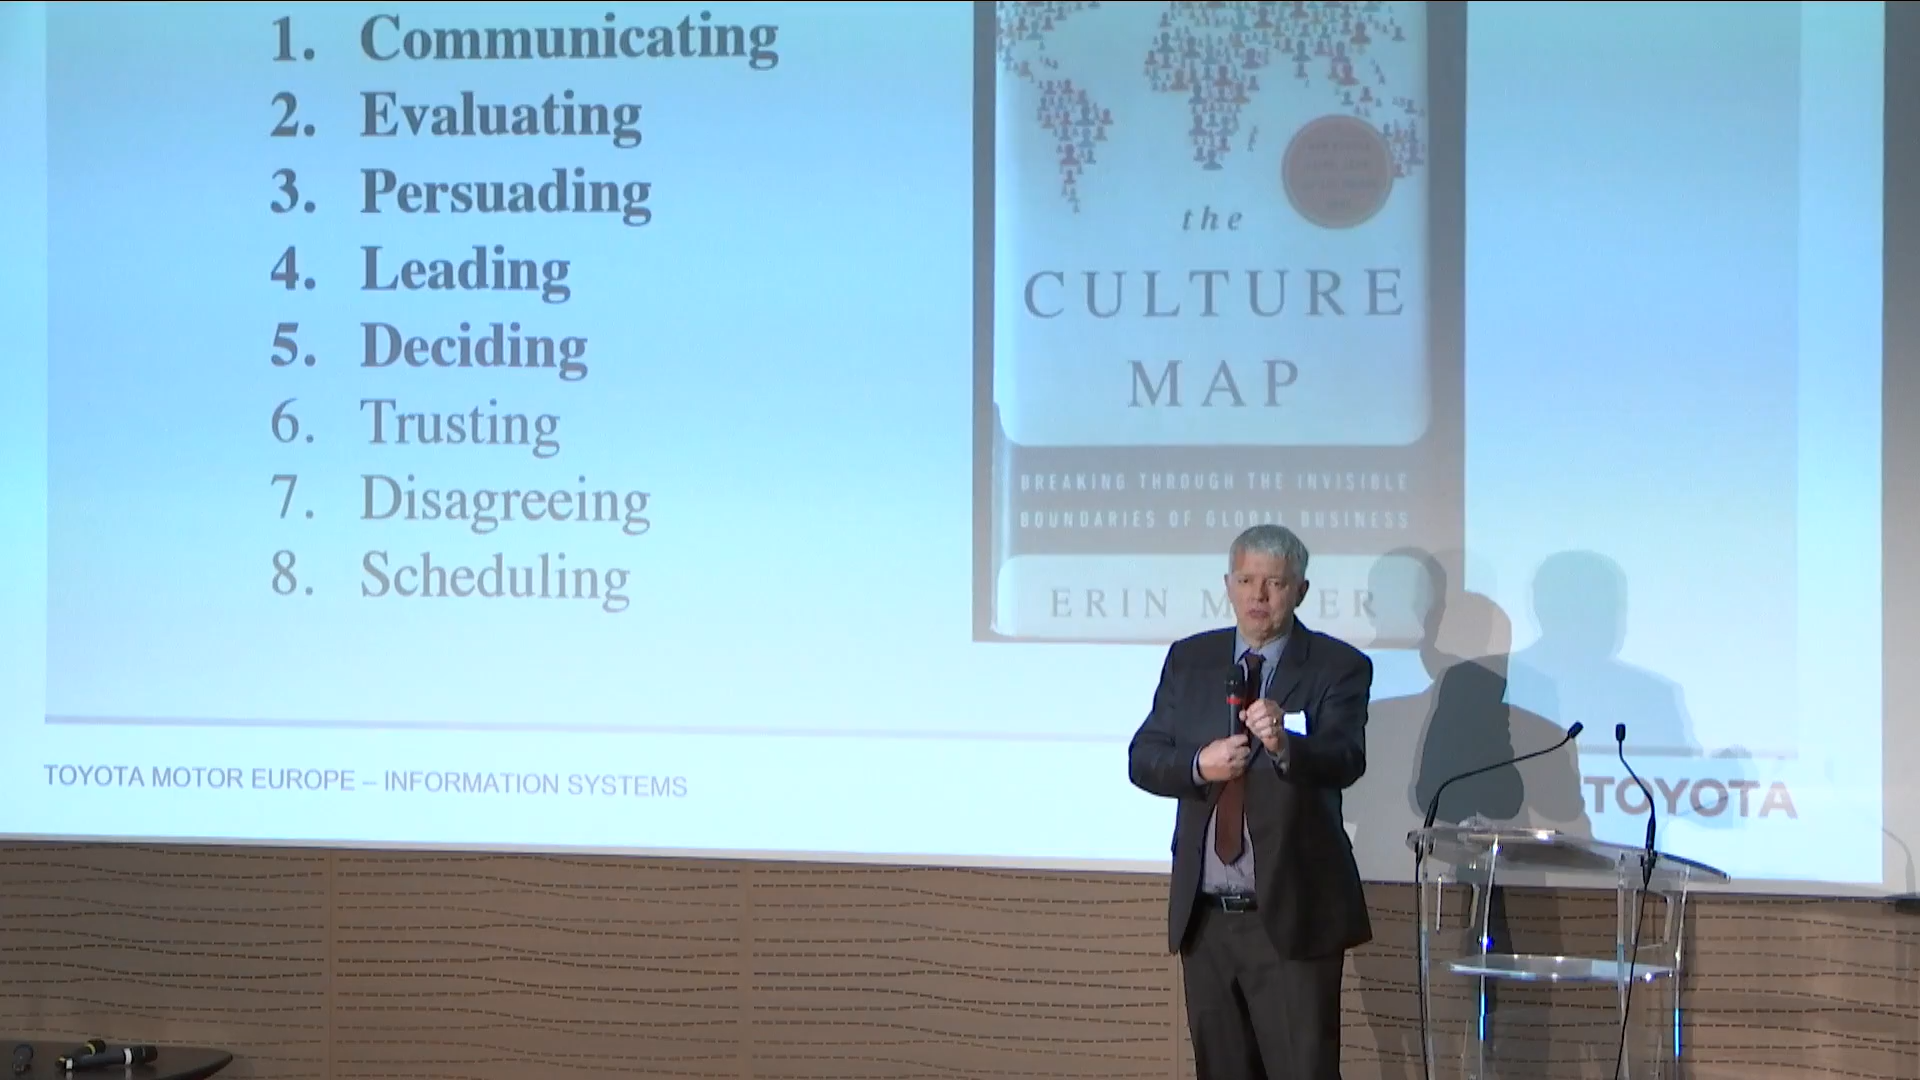 1. Communicating
2. Evaluating
3. Persuading
4. Leading
5. Deciding
6. Trusting
7. Disagreeing
8. Scheduling
the
CULTURE
MAP
BREAKING THROUGH THE INVISIBLE
BOUNDARIES OF GLOBAL BUSINESS
ERIN
TOYOTA MOTOR EUROPE – INFORMATION SYSTEMS
TOYOTA